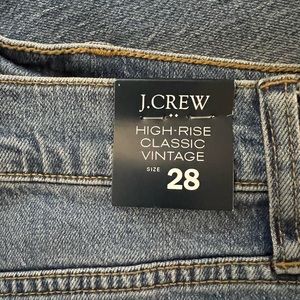 J.CREW
HIGH-RISE
CLASSIC
VINTAGE
SIZE 28